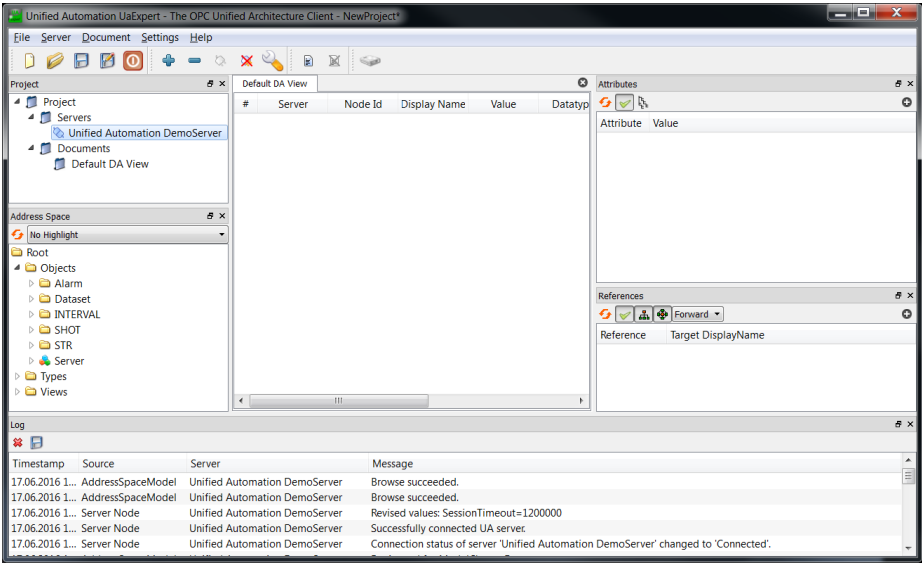 Unified Automation UaExpert - The OPC Unified Architecture Client - NewProject*
File Server Document Settings Help
Project
Project
Servers
Unified Automation DemoServer
Documents
Default DA View
Address Space
No Highlight
Root
Objects
Alarm
Dataset
INTERVAL
SHOT
STR
Server
Types
Views
Default DA View
# Server Node Id Display Name Value Datatyp
Attributes
Attribute Value
References
Forward
Reference Target DisplayName
Log
Timestamp Source Server Message
17.06.2016 1... AddressSpaceModel Unified Automation DemoServer Browse succeeded.
17.06.2016 1... AddressSpaceModel Unified Automation DemoServer Browse succeeded.
17.06.2016 1... Server Node Unified Automation DemoServer Revised values: SessionTimeout=1200000
17.06.2016 1... Server Node Unified Automation DemoServer Successfully connected UA server.
17.06.2016 1... Server Node Unified Automation DemoServer Connection status of server 'Unified Automation DemoServer' changed to 'Connected'.